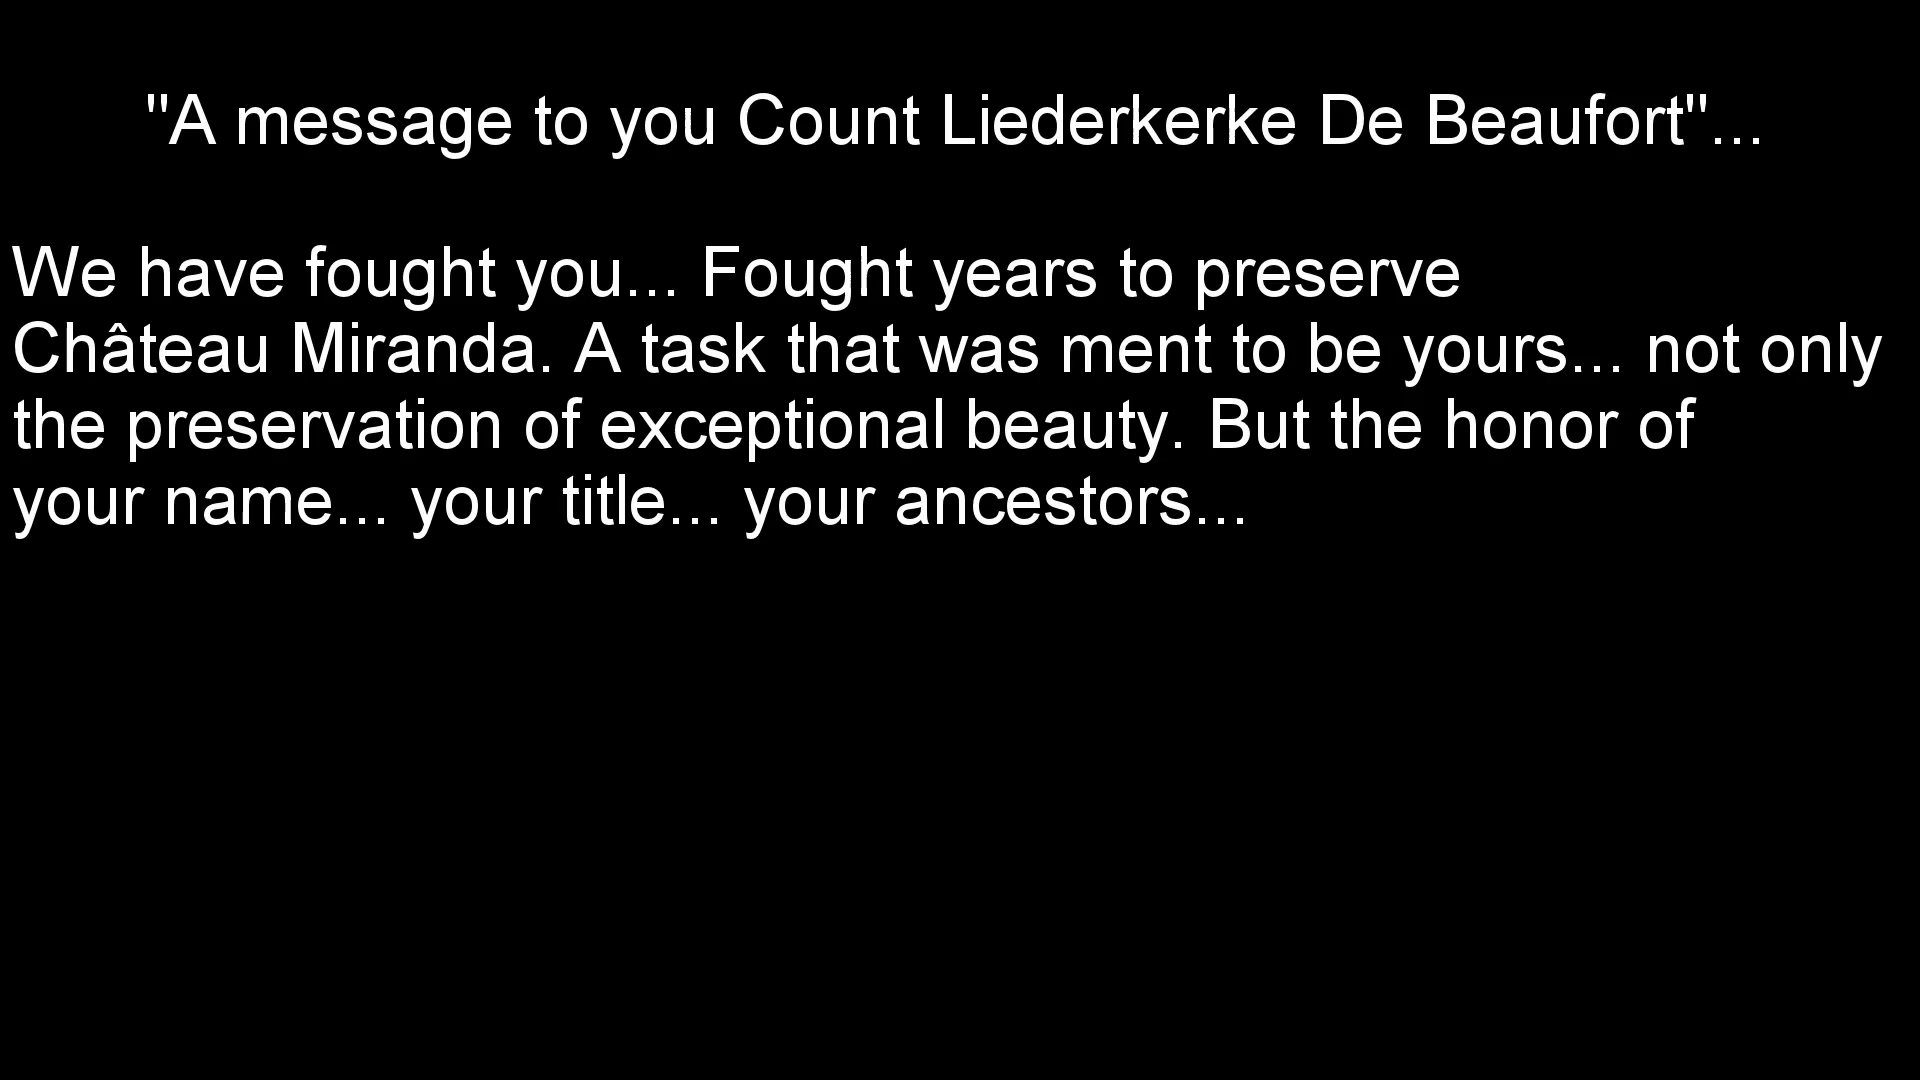 "A message to you Count Liederkerke De Beaufort"...
We have fought you... Fought years to preserve
Château Miranda. A task that was ment to be yours... not only
the preservation of exceptional beauty. But the honor of
your name... your title... your ancestors...